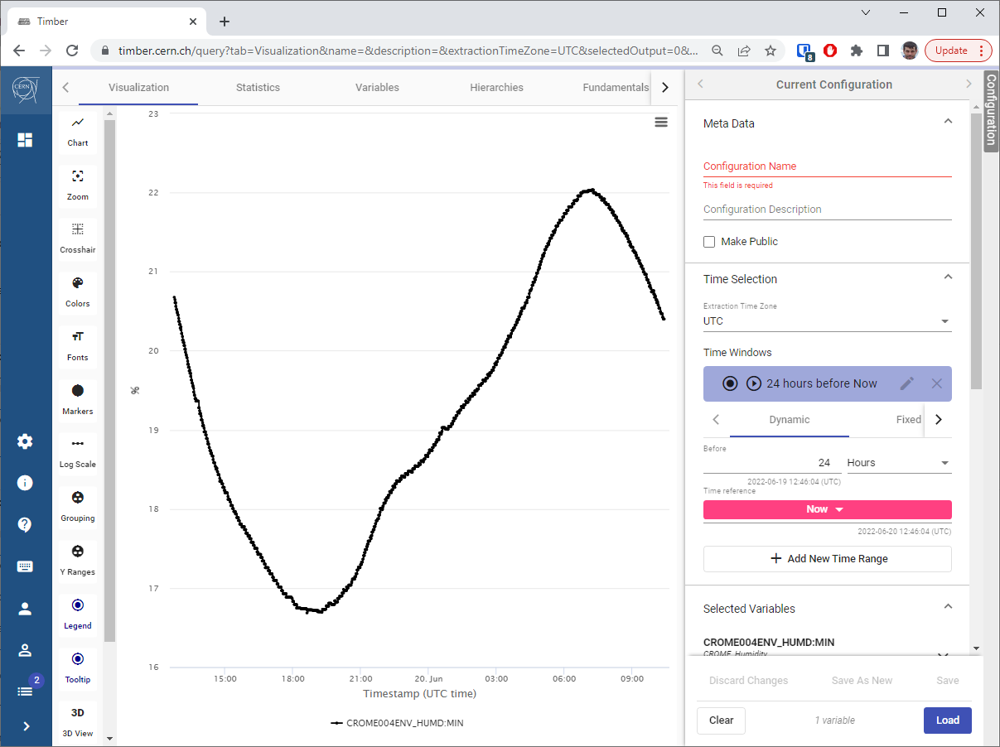 Timber
timber.cern.ch/query?tab=Visualization&name=&description=&extractionTimeZone=UTC&selectedOutput=0&...
8
Update
CERN
Visualization
Statistics
Variables
Hierarchies
Fundamentals
Current Configuration
Configuration
Chart
Zoom
Crosshair
Colors
Fonts
Markers
Log Scale
Grouping
Y Ranges
Legend
Tooltip
3D
3D View
2
23
22
21
20
19
18
17
16
%
15:00
18:00
21:00
20. Jun
03:00
06:00
09:00
Timestamp (UTC time)
CROME004ENV_HUMD:MIN
Meta Data
Configuration Name
This field is required
Configuration Description
Make Public
Time Selection
Extraction Time Zone
UTC
Time Windows
24 hours before Now
Dynamic
Fixed
Before
24
Hours
2022-06-19 12:46:04 (UTC)
Time reference
Now
2022-06-20 12:46:04 (UTC)
Add New Time Range
Selected Variables
CROME004ENV_HUMD:MIN
CROME Humidity
Discard Changes
Save As New
Save
Clear
1 variable
Load